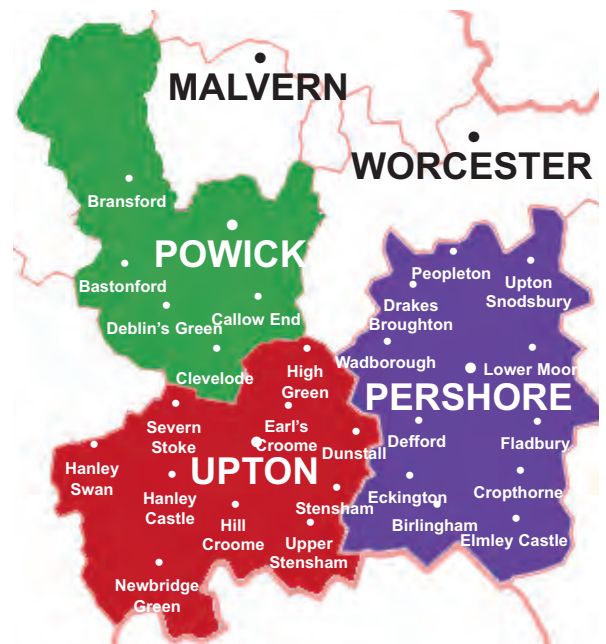 MALVERN
WORCESTER
Bransford
POWICK
Bastonford
Deblin's Green
Callow End
Clevelode
Peopleton
Upton
Snodsbury
Drakes
Broughton
Wadborough
Lower Moor
PERSHORE
Defford
Fladbury
Eckington
Cropthorne
Birlingham
Elmley Castle
High
Green
Severn
Stoke
Earl's
Croome
Dunstall
UPTON
Hanley
Swan
Hanley
Castle
Stensham
Hill
Croome
Upper
Stensham
Newbridge
Green